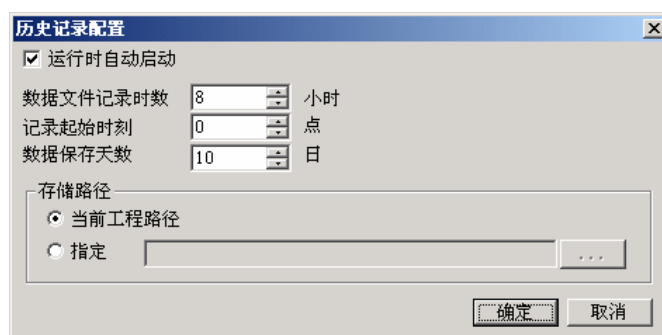 历史记录配置
运行时自动启动
数据文件记录时数 8 小时
记录起始时刻 0 点
数据保存天数 10 日
存储路径
当前工程路径
指定 ...
确定 取消